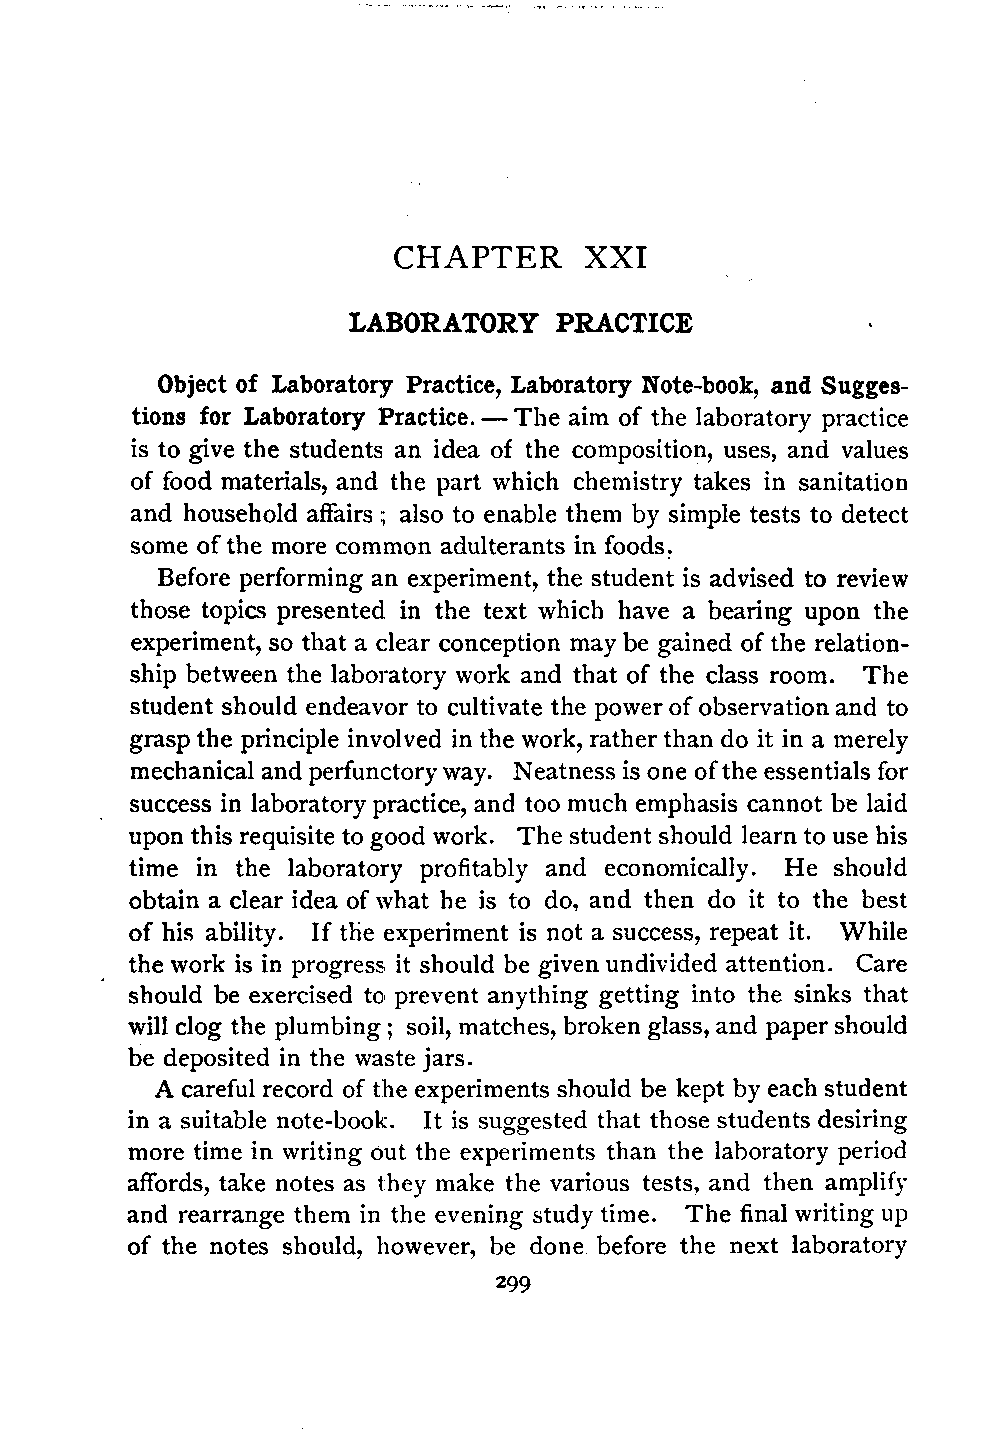 CHAPTER XXI
LABORATORY PRACTICE
Object of Laboratory Practice, Laboratory Note-book, and Sugges-
tions for Laboratory Practice. — The aim of the laboratory practice
is to give the students an idea of the composition, uses, and values
of food materials, and the part which chemistry takes in sanitation
and household affairs ; also to enable them by simple tests to detect
some of the more common adulterants in foods.
Before performing an experiment, the student is advised to review
those topics presented in the text which have a bearing upon the
experiment, so that a clear conception may be gained of the relation-
ship between the laboratory work and that of the class room. The
student should endeavor to cultivate the power of observation and to
grasp the principle involved in the work, rather than do it in a merely
mechanical and perfunctory way. Neatness is one of the essentials for
success in laboratory practice, and too much emphasis cannot be laid
upon this requisite to good work. The student should learn to use his
time in the laboratory profitably and economically. He should
obtain a clear idea of what he is to do, and then do it to the best
of his ability. If the experiment is not a success, repeat it. While
the work is in progress it should be given undivided attention. Care
should be exercised to prevent anything getting into the sinks that
will clog the plumbing ; soil, matches, broken glass, and paper should
be deposited in the waste jars.
A careful record of the experiments should be kept by each student
in a suitable note-book. It is suggested that those students desiring
more time in writing out the experiments than the laboratory period
affords, take notes as they make the various tests, and then amplify
and rearrange them in the evening study time. The final writing up
of the notes should, however, be done before the next laboratory
299